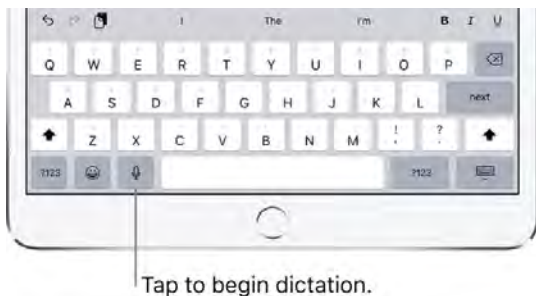 I The I'm B I U
Q W E R T Y U I O P
A S D F G H J K L next
Z X C V B N M ! , ? .
?123 ?123
Tap to begin dictation.